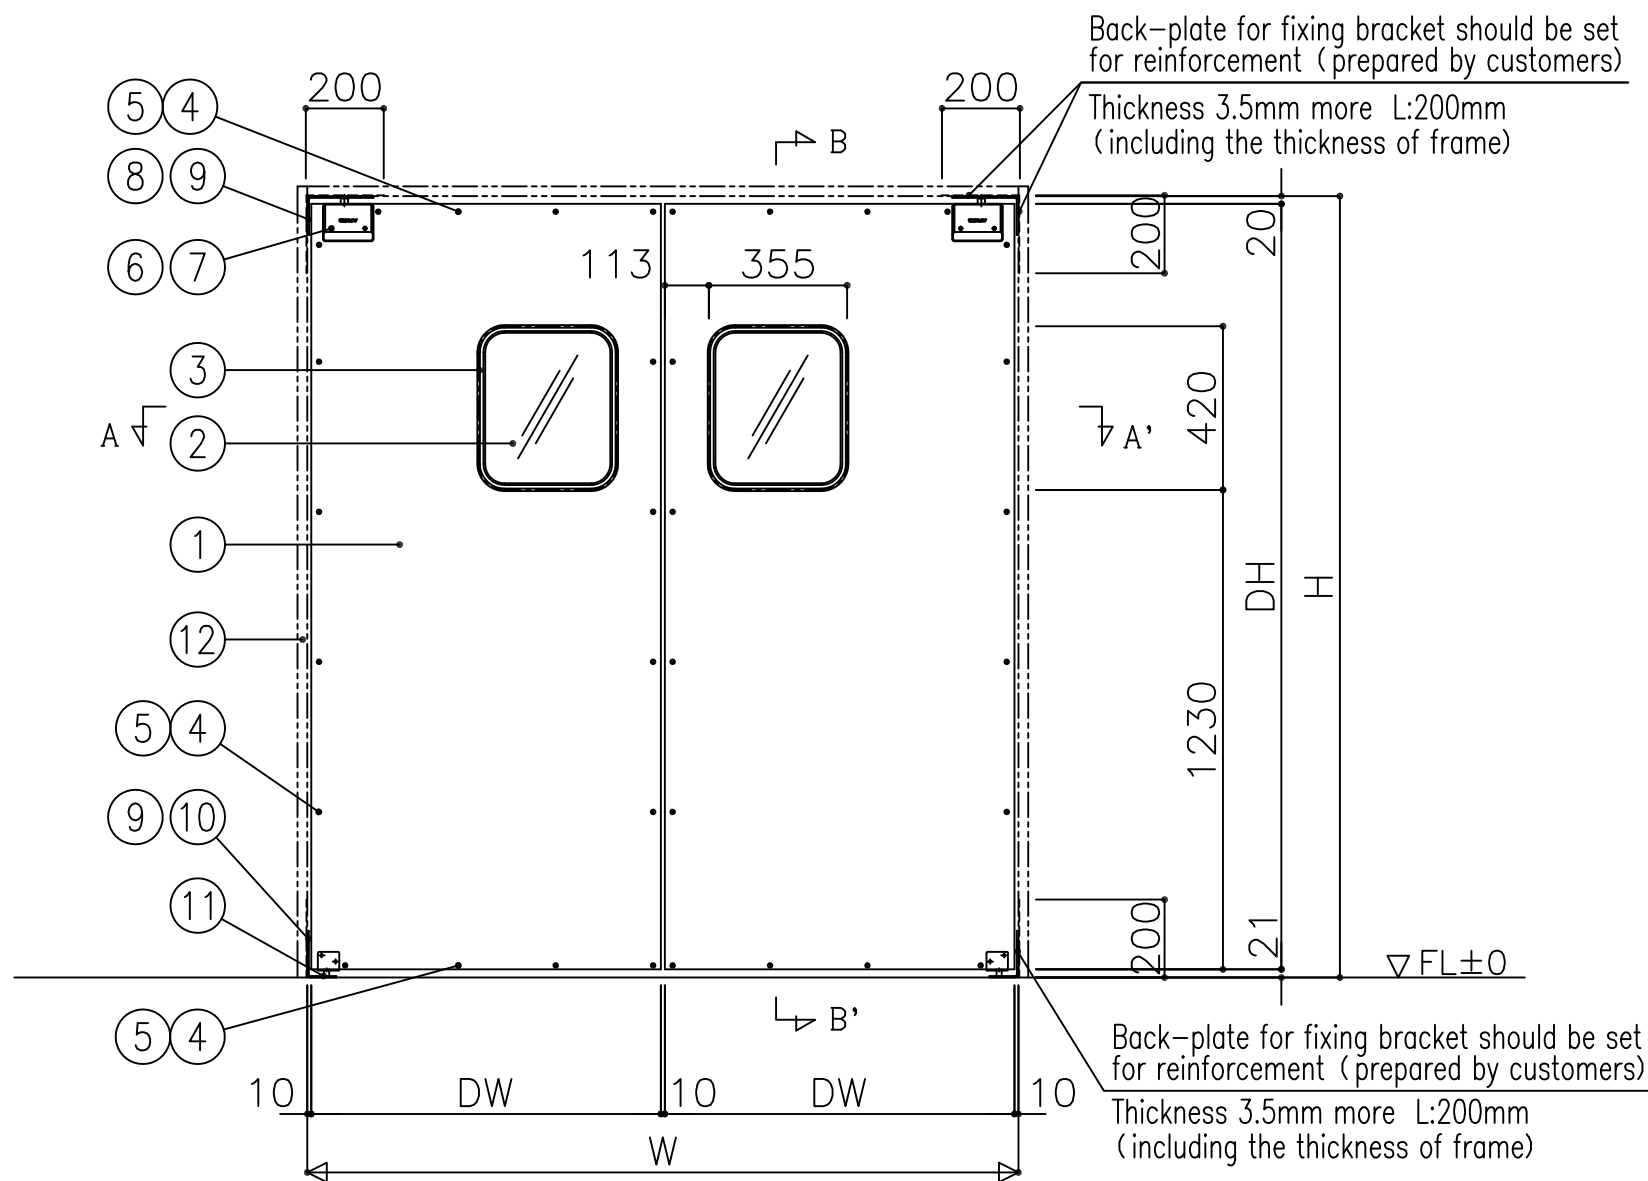 Back-plate for fixing bracket should be set
for reinforcement (prepared by customers)
Thickness 3.5mm more L:200mm
(including the thickness of frame)
200
200
5 4
B
8 9
200
20
6 7
113
355
3
420
A
2
A'
1
DH
H
12
1230
5 4
9 10
11
200
21
FL±0
5 4
B'
Back-plate for fixing bracket should be set
for reinforcement (prepared by customers)
Thickness 3.5mm more L:200mm
(including the thickness of frame)
10
DW
10
DW
10
W